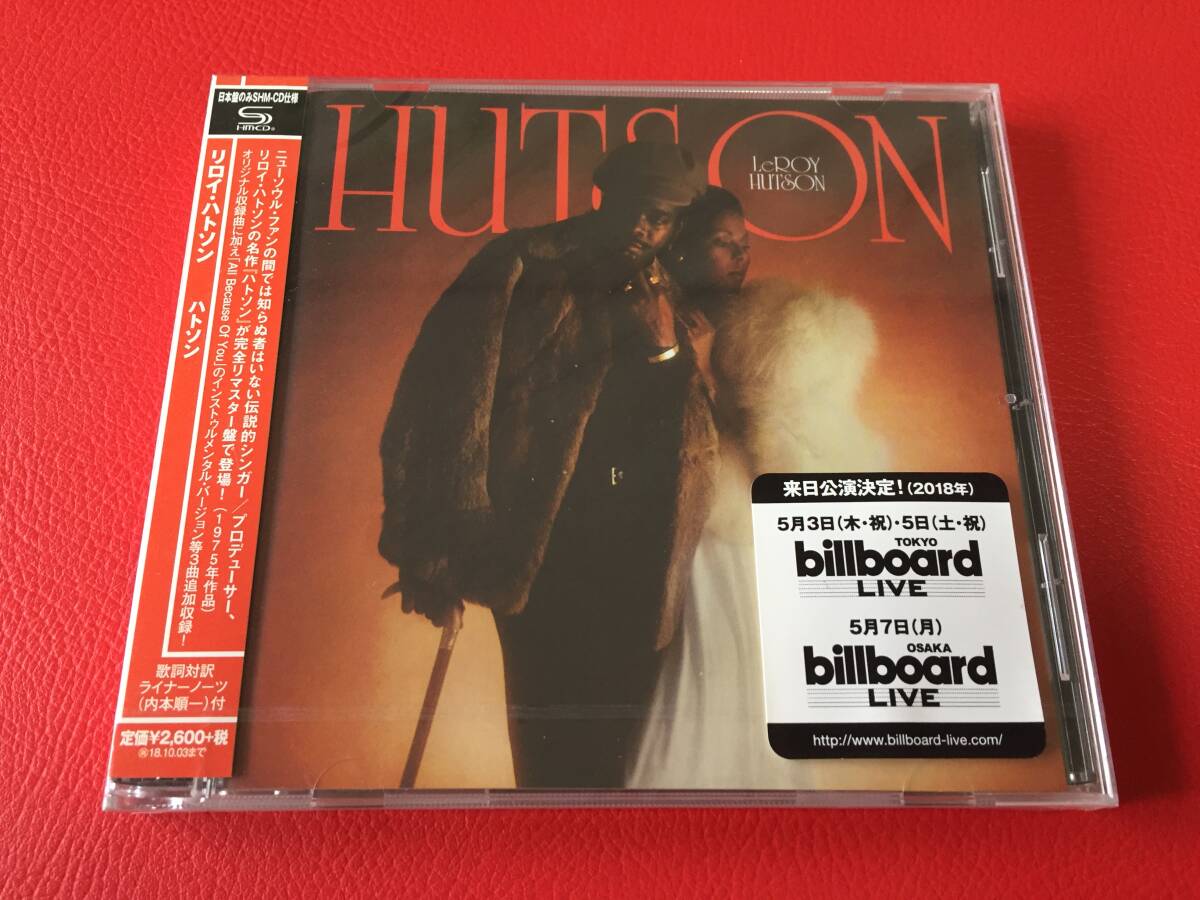 日本盤のみSHM-CD仕様
SHM-CD®
リロイ・ハトソン ハトソン
ニューソウル・ファンの間では知らぬ者はいない伝説的シンガー／プロデューサー、
リロイ・ハトソンの名作『ハトソン』が完全リマスター盤で登場！(1975年作品)
オリジナル収録曲に加え「All Because Of You」のインストゥルメンタル・バージョン等3曲追加収録！
歌詞対訳
ライナーノーツ
(内本順一)付
定価¥2,600+税
18.10.03まで
HUTSON
LeROY
HUTSON
来日公演決定！(2018年)
5月3日(木・祝)・5日(土・祝)
TOKYO
billboard
LIVE
5月7日(月)
OSAKA
billboard
LIVE
http://www.billboard-live.com/